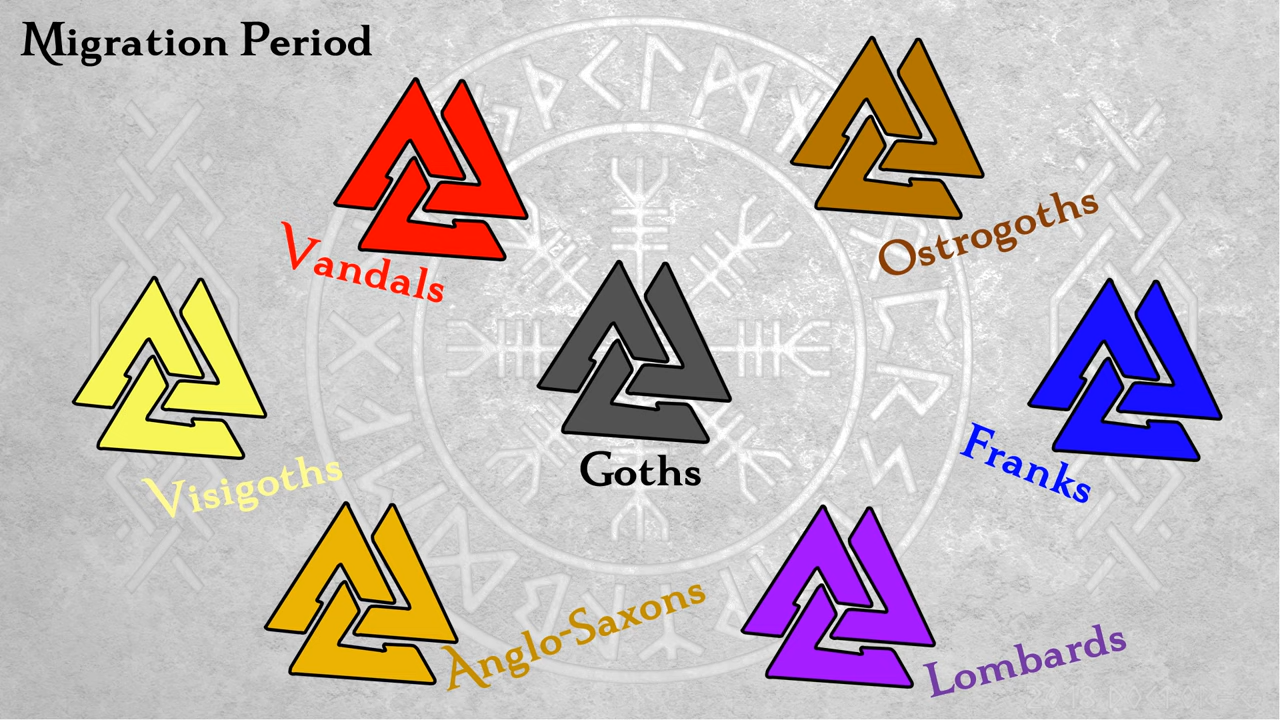 Migration Period
Vandals
Ostrogoths
Visigoths
Goths
Franks
Anglo-Saxons
Lombards